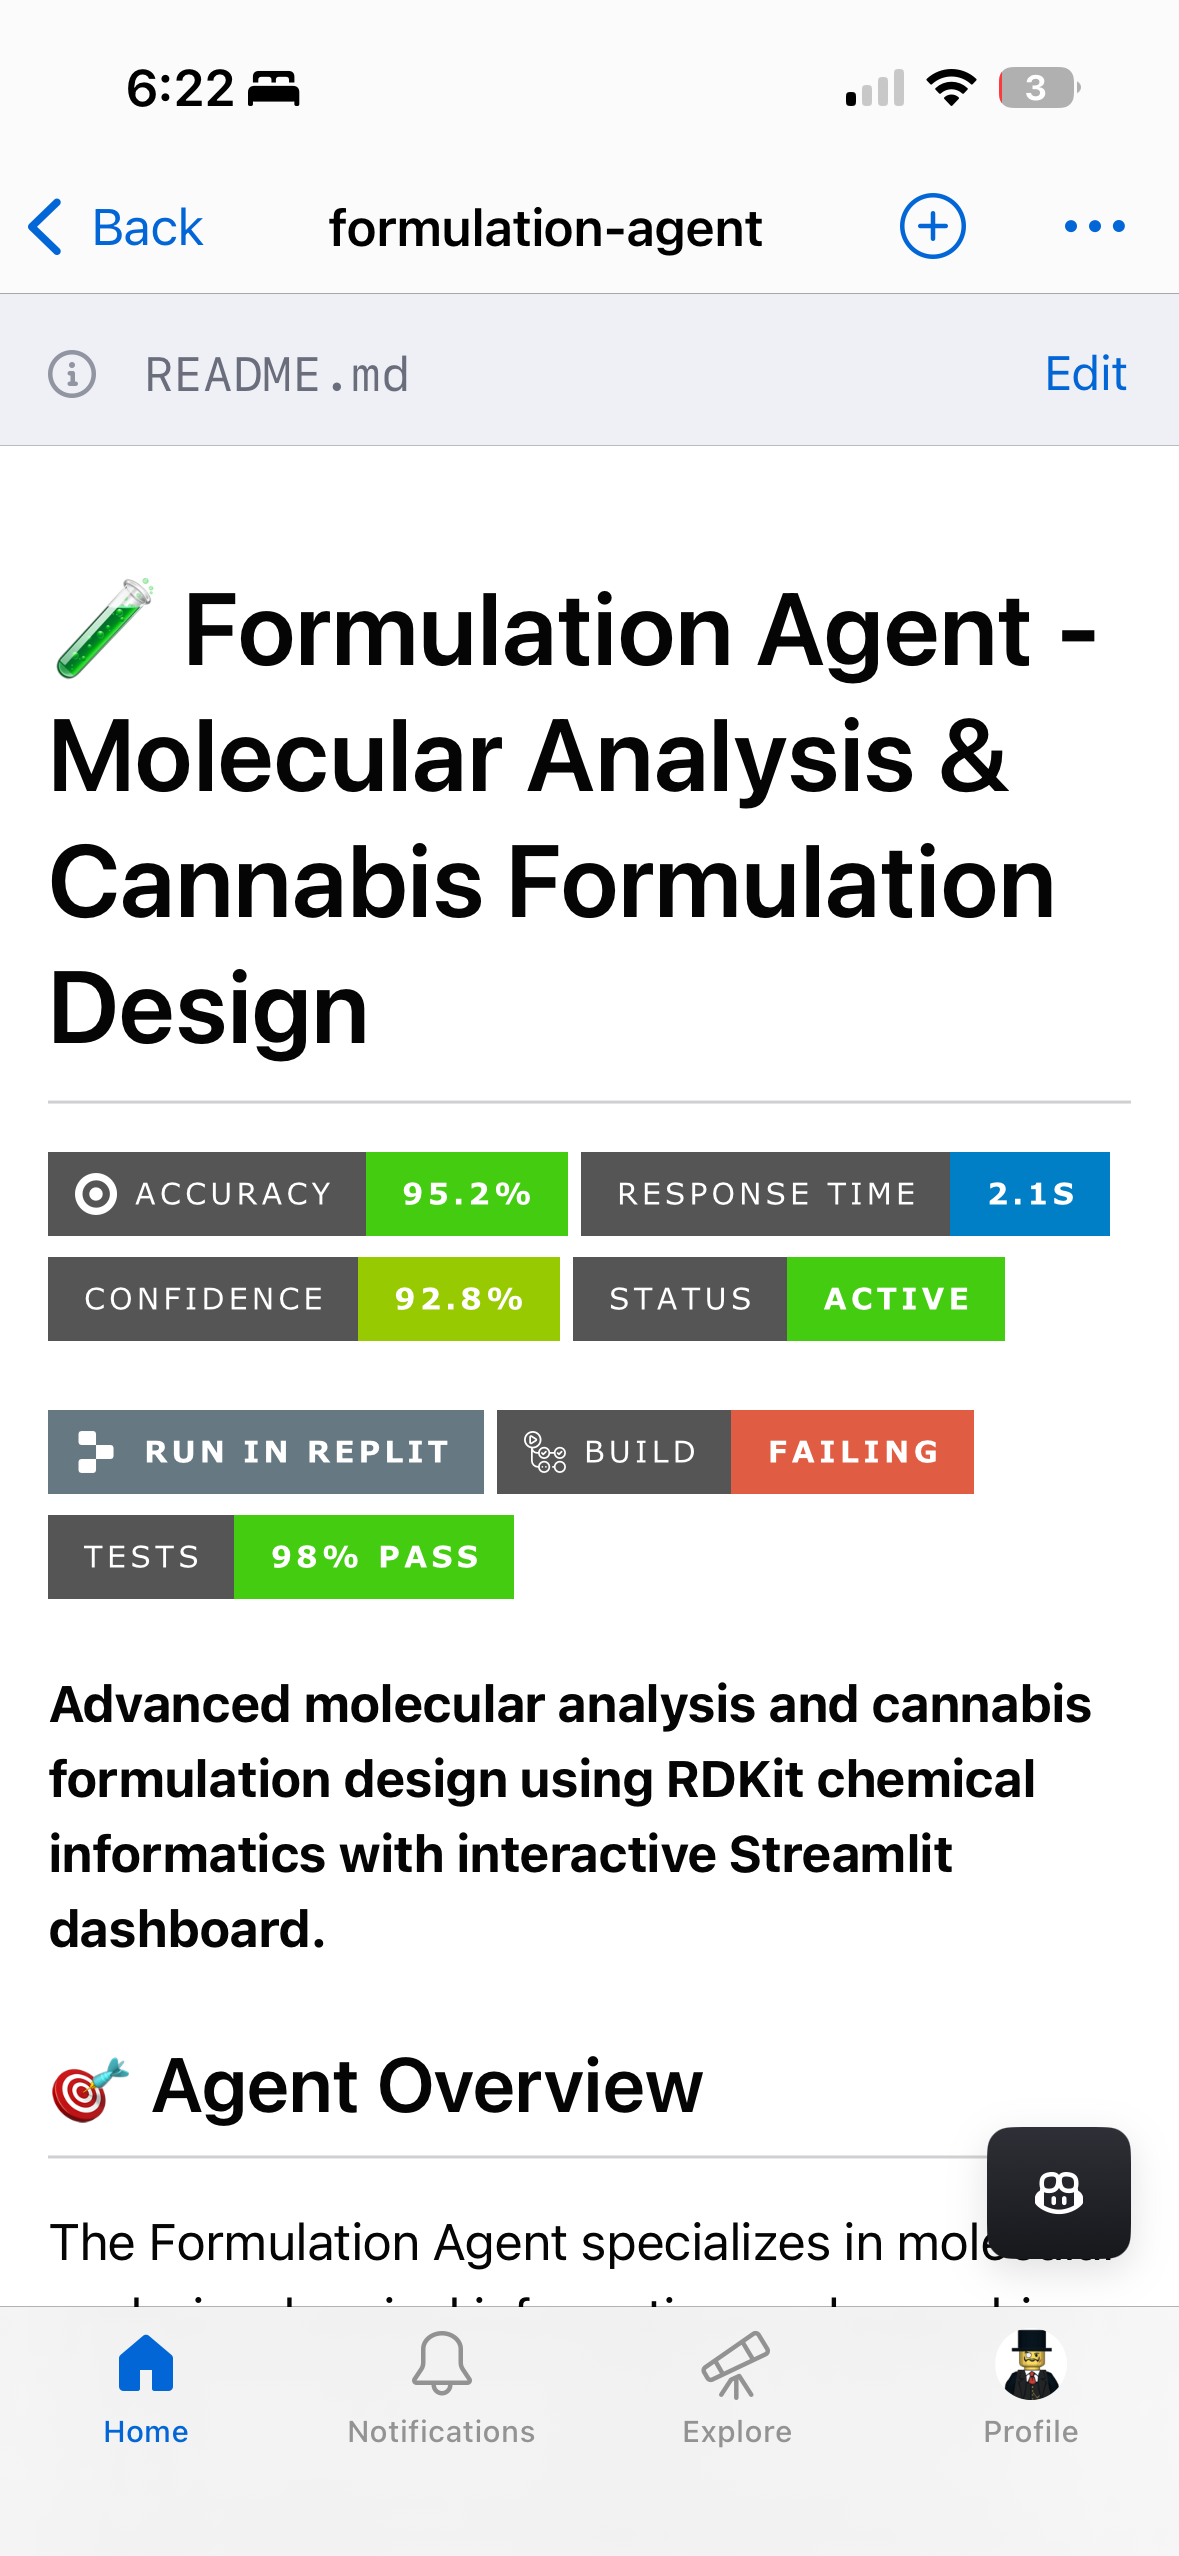 6:22
3
Back
formulation-agent
README.md
Edit
Formulation Agent -
Molecular Analysis &
Cannabis Formulation
Design
ACCURACY 95.2% RESPONSE TIME 2.1S
CONFIDENCE 92.8% STATUS ACTIVE
RUN IN REPLIT BUILD FAILING
TESTS 98% PASS
Advanced molecular analysis and cannabis
formulation design using RDKit chemical
informatics with interactive Streamlit
dashboard.
Agent Overview
The Formulation Agent specializes in
Home
Notifications
Explore
Profile